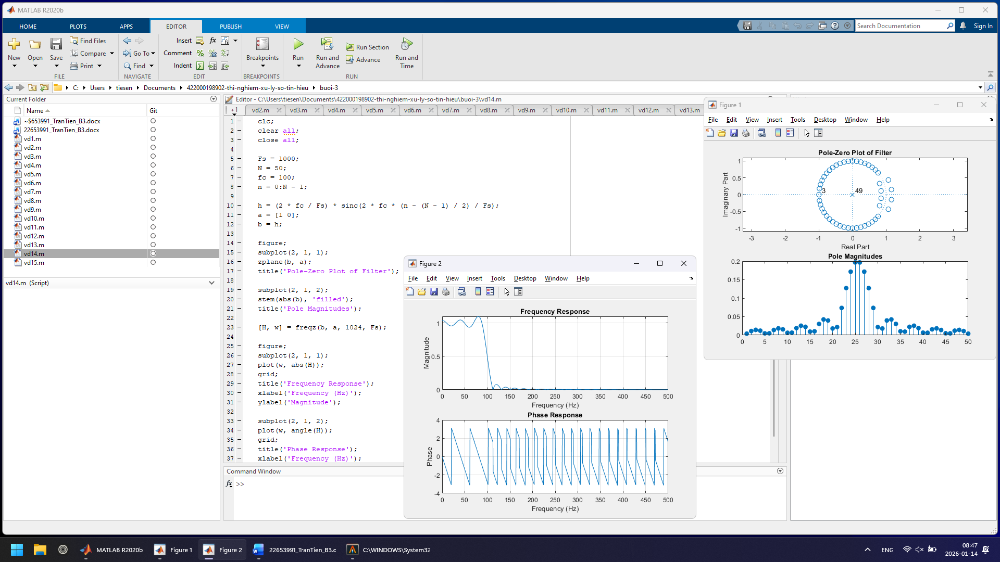 MATLAB R2020b
HOME PLOTS APPS EDITOR PUBLISH VIEW
Search Documentation Sign In
New Open Save Find Files Compare Print Go To Find Insert Comment Indent Breakpoints Run Run and Advance Run Section Advance Run and Time
FILE NAVIGATE EDIT BREAKPOINTS RUN
C: Users tiesen Documents 422000198902-thi-nghiem-xu-ly-so-tin-hieu buoi-3
Current Folder
Name Git
~$653991_TranTien_B3.docx
22653991_TranTien_B3.docx
vd1.m
vd2.m
vd3.m
vd4.m
vd5.m
vd6.m
vd7.m
vd8.m
vd9.m
vd10.m
vd11.m
vd12.m
vd13.m
vd14.m
vd15.m
vd14.m (Script)
Editor - C:\Users\tiesen\Documents\422000198902-thi-nghiem-xu-ly-so-tin-hieu\buoi-3\vd14.m
+1 vd2.m vd3.m vd4.m vd5.m vd6.m vd7.m vd8.m vd9.m vd10.m vd11.m vd12.m vd13.m
1 clc;
2 clear all;
3 close all;
4
5 Fs = 1000;
6 N = 50;
7 fc = 100;
8 n = 0:N - 1;
9
10 h = (2 * fc / Fs) * sinc(2 * fc * (n - (N - 1) / 2) / Fs);
11 a = [1 0];
12 b = h;
13
14 figure;
15 subplot(2, 1, 1);
16 zplane(b, a);
17 title('Pole-Zero Plot of Filter');
18
19 subplot(2, 1, 2);
20 stem(abs(b), 'filled');
21 title('Pole Magnitudes');
22
23 [H, w] = freqz(b, a, 1024, Fs);
24
25 figure;
26 subplot(2, 1, 1);
27 plot(w, abs(H));
28 grid;
29 title('Frequency Response');
30 xlabel('Frequency (Hz)');
31 ylabel('Magnitude');
32
33 subplot(2, 1, 2);
34 plot(w, angle(H));
35 grid;
36 title('Phase Response');
37 xlabel('Frequency (Hz)');
Command Window
fx >>
Figure 2
File Edit View Insert Tools Desktop Window Help
Frequency Response
Magnitude
1
0.5
0
0 50 100 150 200 250 300 350 400 450 500
Frequency (Hz)
Phase Response
Phase
4
2
0
-2
-4
0 50 100 150 200 250 300 350 400 450 500
Frequency (Hz)
Figure 1
File Edit View Insert Tools Desktop Window Help
Pole-Zero Plot of Filter
Imaginary Part
1
0.5
0
-0.5
-1
3 49
-3 -2 -1 0 1 2 3
Real Part
Pole Magnitudes
0.2
0.15
0.1
0.05
0
0 5 10 15 20 25 30 35 40 45 50
MATLAB R2020b Figure 1 Figure 2 22653991_TranTien_B3.c C:\WINDOWS\System32
ENG
08:47
2026-01-14